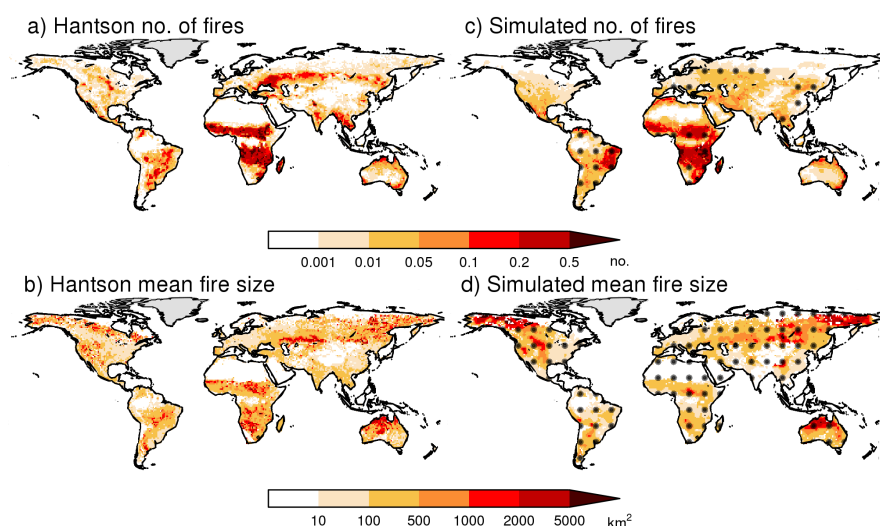 a) Hantson no. of fires
c) Simulated no. of fires
0.001 0.01 0.05 0.1 0.2 0.5 no.
b) Hantson mean fire size
d) Simulated mean fire size
10 100 500 1000 2000 5000 km²